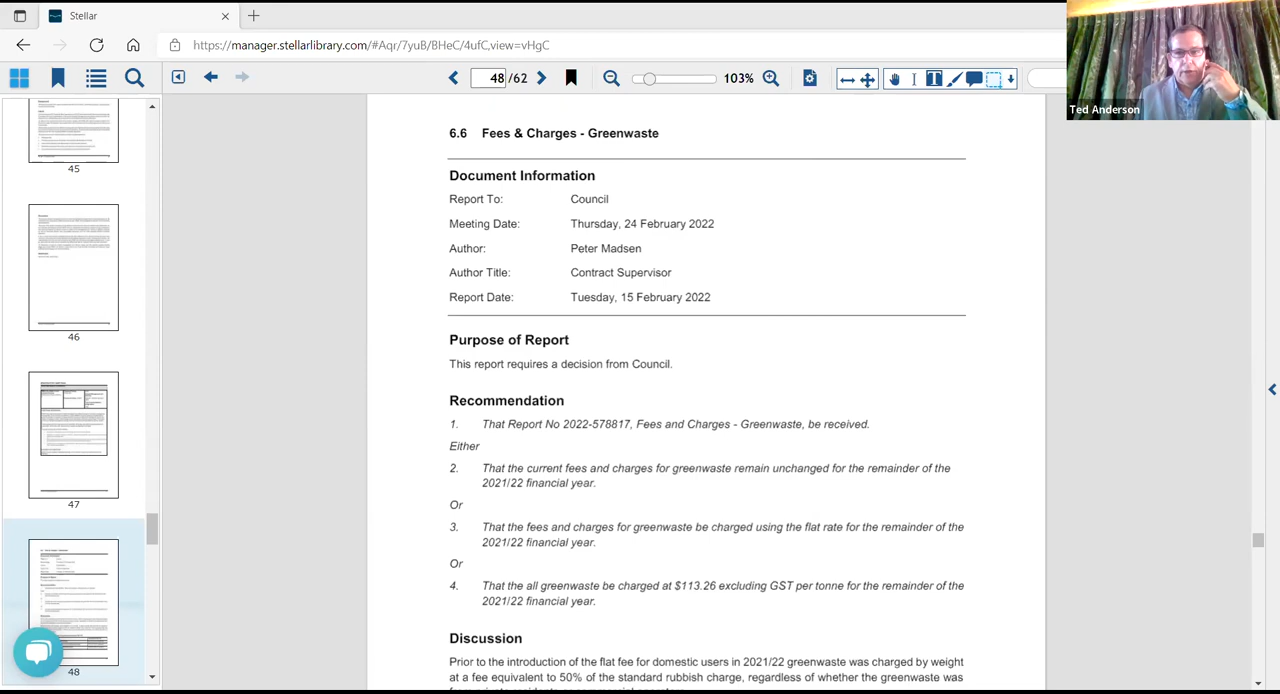 Stellar
https://manager.stellarlibrary.com/#Aqr/7yuB/BHeC/4ufC,view=vHgC
48 /62
103%
Ted Anderson
45
46
47
48
6.6 Fees & Charges - Greenwaste
Document Information
Report To: Council
Meeting Date: Thursday, 24 February 2022
Author: Peter Madsen
Author Title: Contract Supervisor
Report Date: Tuesday, 15 February 2022
Purpose of Report
This report requires a decision from Council.
Recommendation
1. That Report No 2022-578817, Fees and Charges - Greenwaste, be received.
Either
2. That the current fees and charges for greenwaste remain unchanged for the remainder of the
2021/22 financial year.
Or
3. That the fees and charges for greenwaste be charged using the flat rate for the remainder of the
2021/22 financial year.
Or
4. That the all greenwaste be charged at $113.26 excluding GST per tonne for the remainder of the
2021/22 financial year.
Discussion
Prior to the introduction of the flat fee for domestic users in 2021/22 greenwaste was charged by weight
at a fee equivalent to 50% of the standard rubbish charge, regardless of whether the greenwaste was